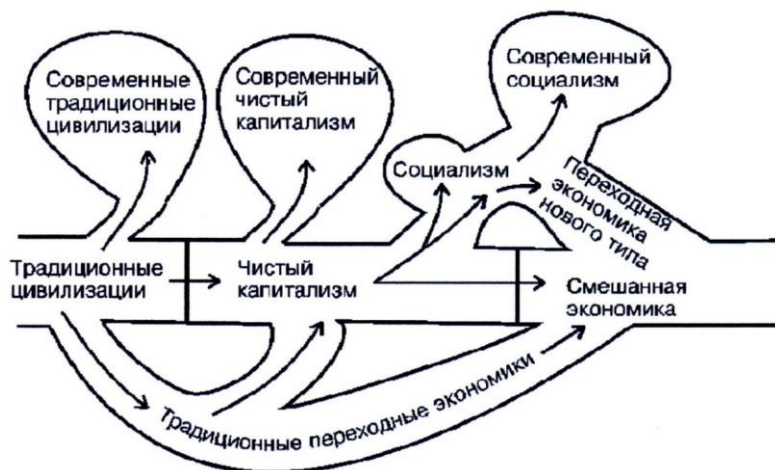 Современные
традиционные
цивилизации
Современный
чистый
капитализм
Современный
социализм
Социализм
Переходная
экономика
нового типа
Традиционные
цивилизации
Чистый
капитализм
Смешанная
экономика
Традиционные переходные экономики